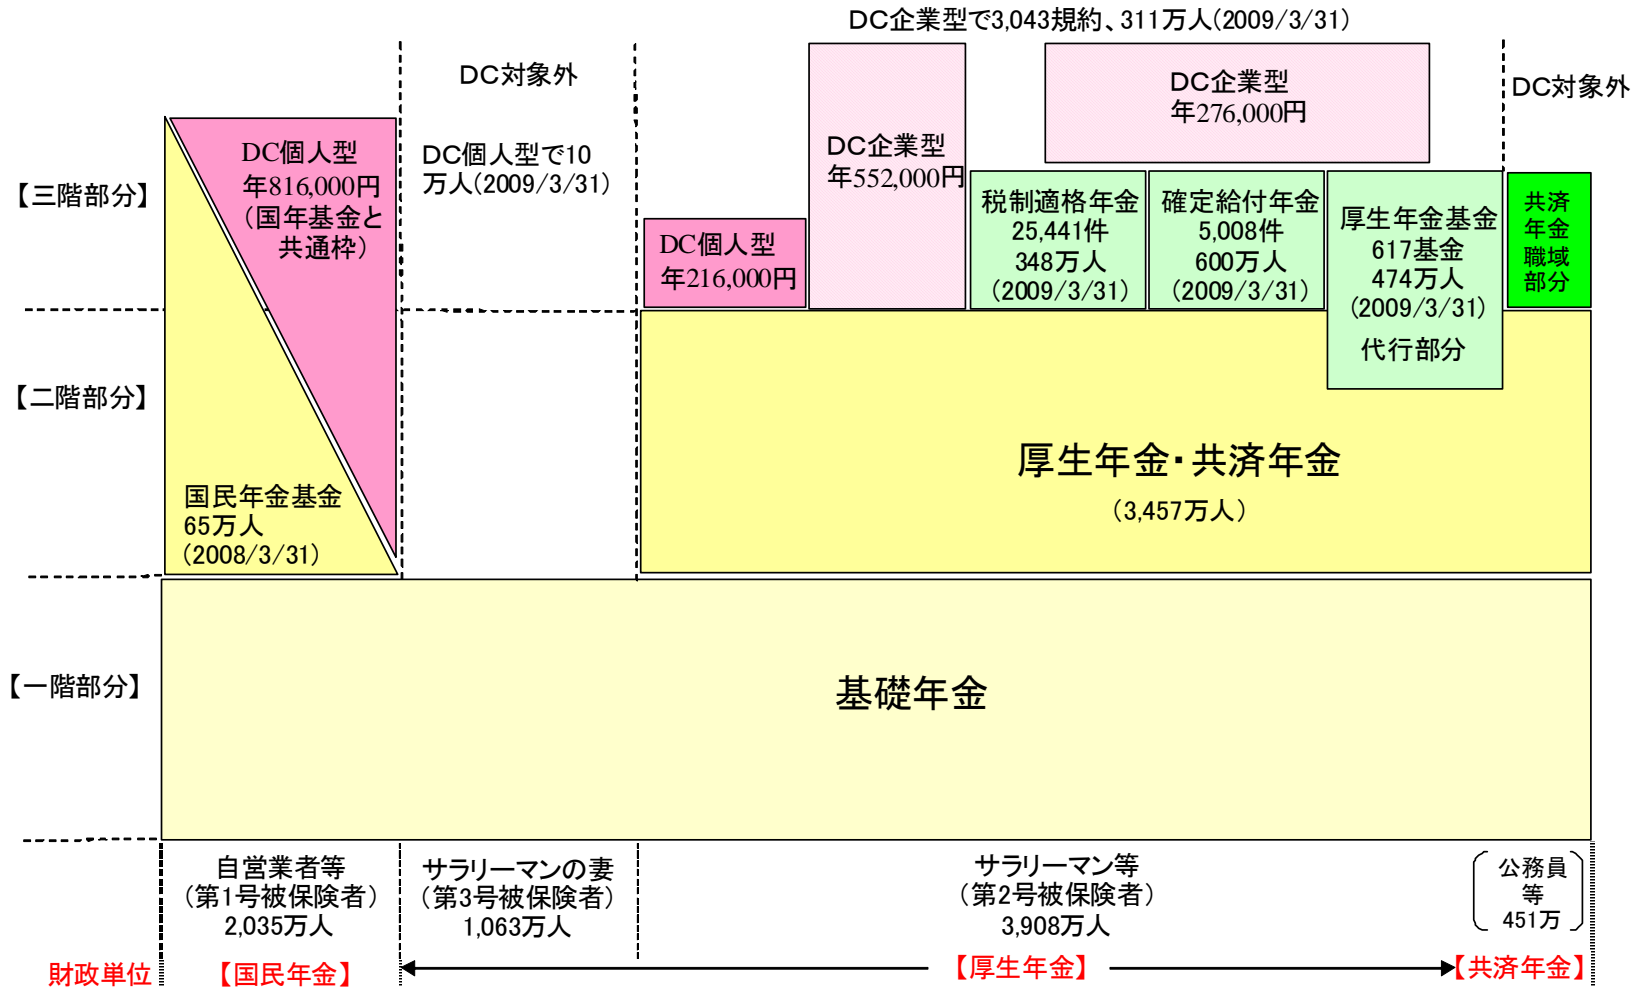 DC企業型で3,043規約、311万人(2009/3/31)
DC対象外
DC企業型
年276,000円
DC対象外
DC個人型
年816,000円
(国年基金と
共通枠)
DC個人型で10
万人(2009/3/31)
DC企業型
年552,000円
【三階部分】
DC個人型
年216,000円
税制適格年金
25,441件
348万人
(2009/3/31)
確定給付年金
5,008件
600万人
(2009/3/31)
厚生年金基金
617基金
474万人
(2009/3/31)
代行部分
共済
年金
職域
部分
【二階部分】
国民年金基金
65万人
(2008/3/31)
厚生年金・共済年金
(3,457万人)
【一階部分】
基礎年金
自営業者等
(第1号被保険者)
2,035万人
サラリーマンの妻
(第3号被保険者)
1,063万人
サラリーマン等
(第2号被保険者)
3,908万人
公務員
等
451万
財政単位
【国民年金】
【厚生年金】
【共済年金】